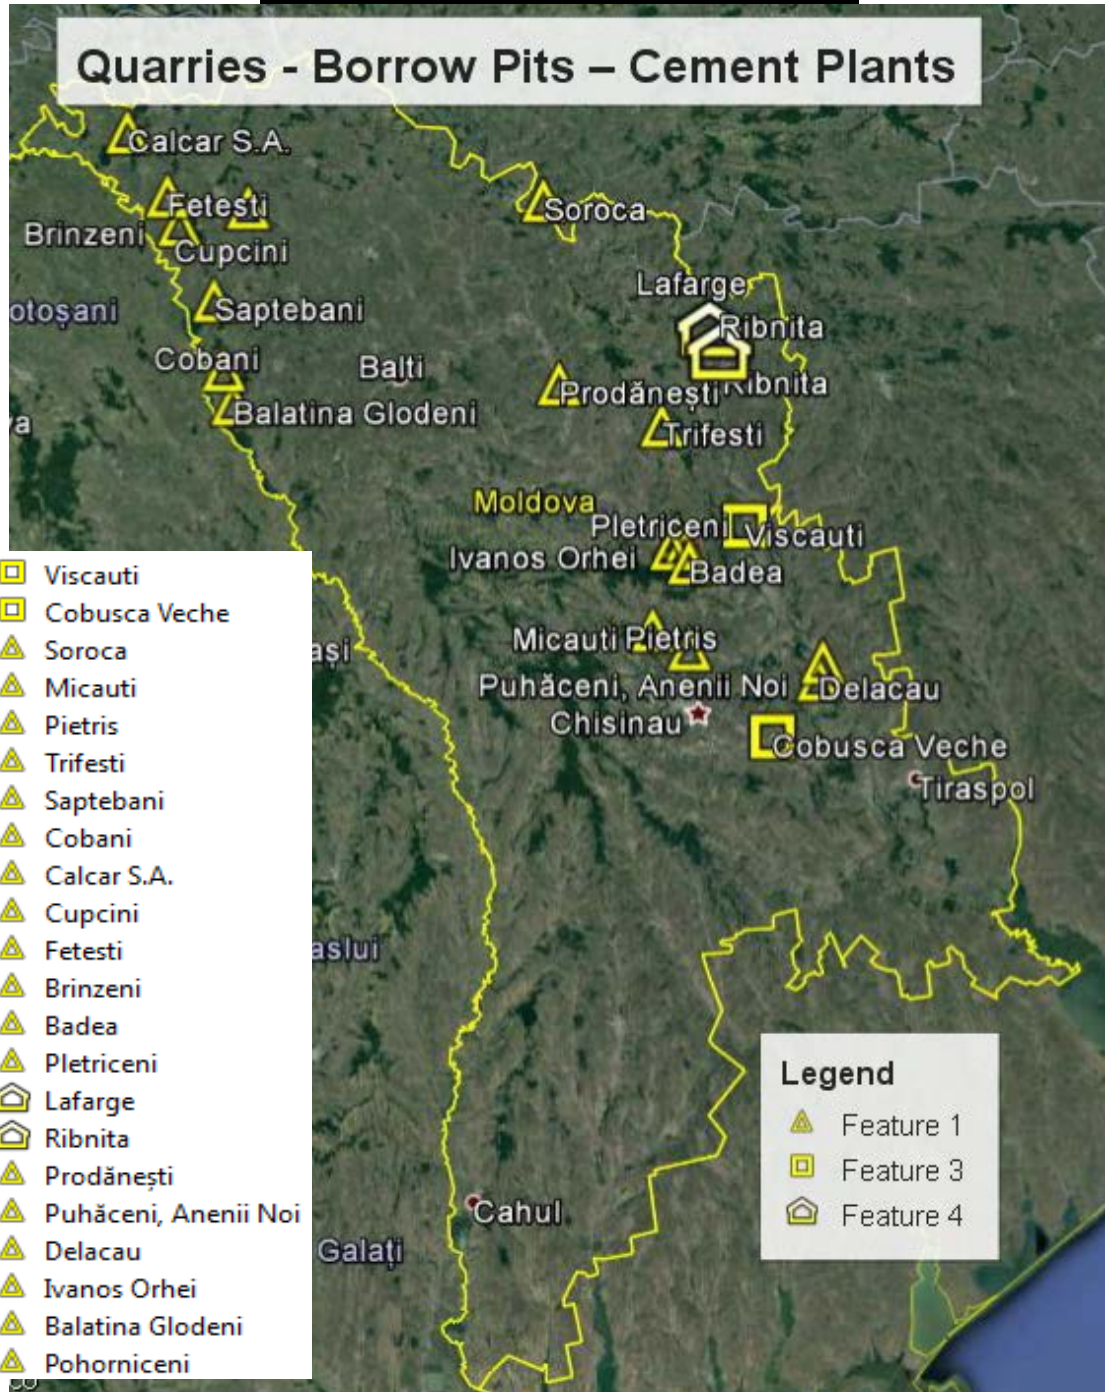 Quarries - Borrow Pits – Cement Plants
Calcar S.A.
Fetesti
Soroca
Brinzeni
Cupcini
Lafarge
otoșani
Saptebani
Ribnita
Cobani
Balti
Prodănești
Ribnita
Balatina Glodeni
va
Trifesti
Moldova
Pletriceni
Viscauti
Ivanos Orhei
Badea
Micauti
Pietris
ași
Puhăceni, Anenii Noi
Delacau
Chisinau
Cobusca Veche
Tiraspol
aslui
Cahul
Galați
Viscauti
Cobusca Veche
Soroca
Micauti
Pietris
Trifesti
Saptebani
Cobani
Calcar S.A.
Cupcini
Fetesti
Brinzeni
Badea
Pletriceni
Lafarge
Ribnita
Prodănești
Puhăceni, Anenii Noi
Delacau
Ivanos Orhei
Balatina Glodeni
Pohorniceni
Legend
Feature 1
Feature 3
Feature 4